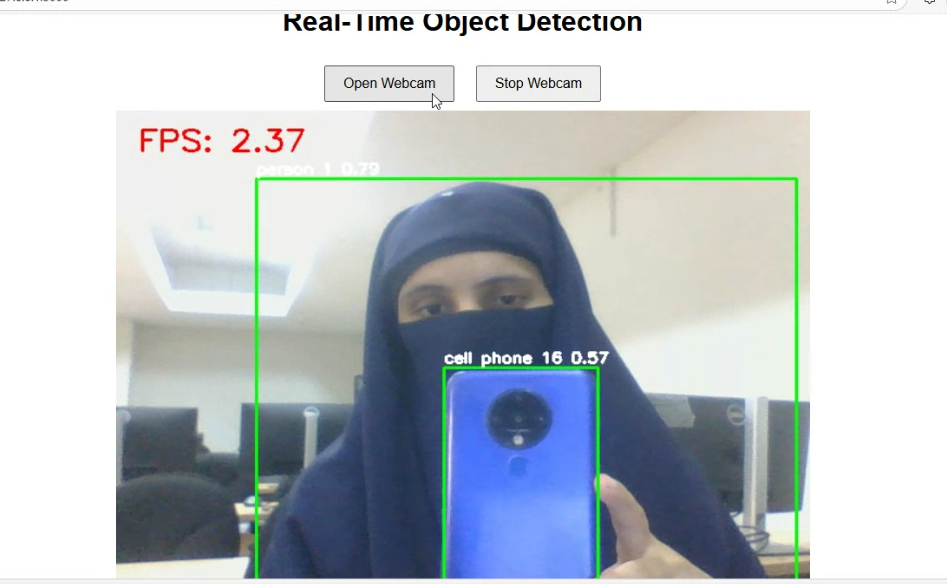 Real-Time Object Detection
Open Webcam
Stop Webcam
FPS: 2.37
person 1 0.79
cell phone 16 0.57